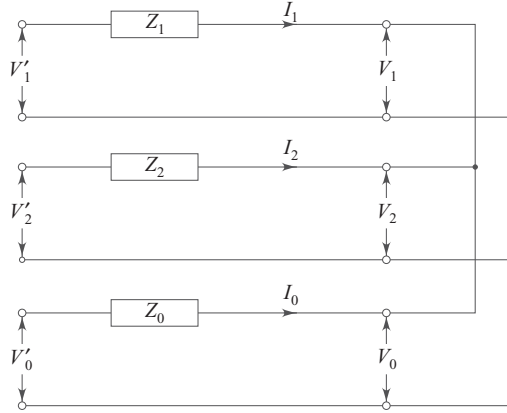 Z₁ I₁
V′₁ V₁
Z₂ I₂
V′₂ V₂
Z₀ I₀
V′₀ V₀